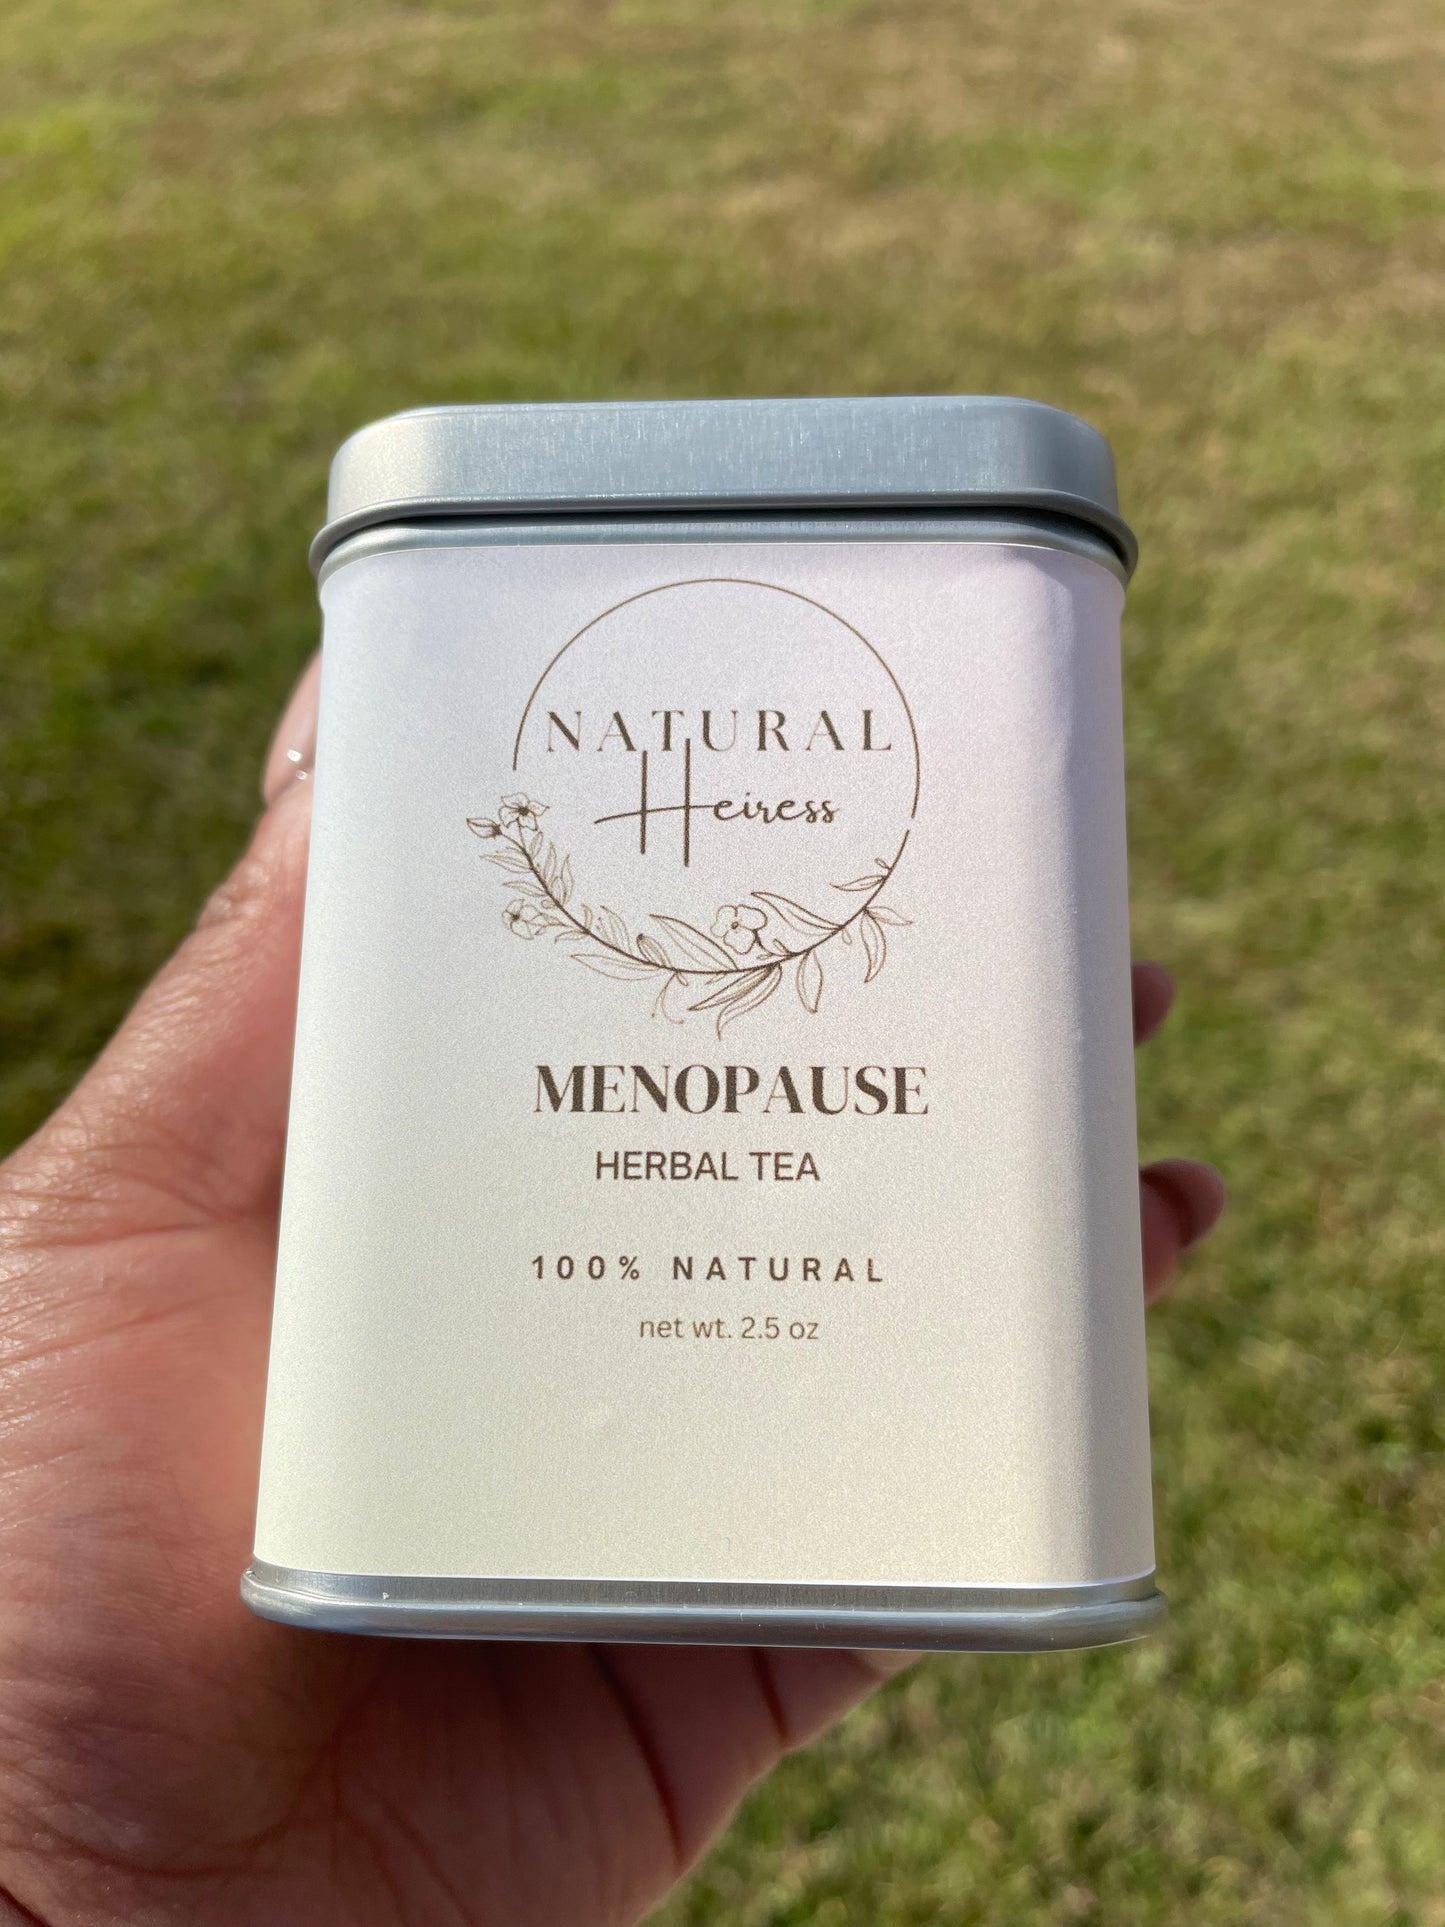 NATURAL
Heiress
MENOPAUSE
HERBAL TEA
100% NATURAL
net wt. 2.5 oz